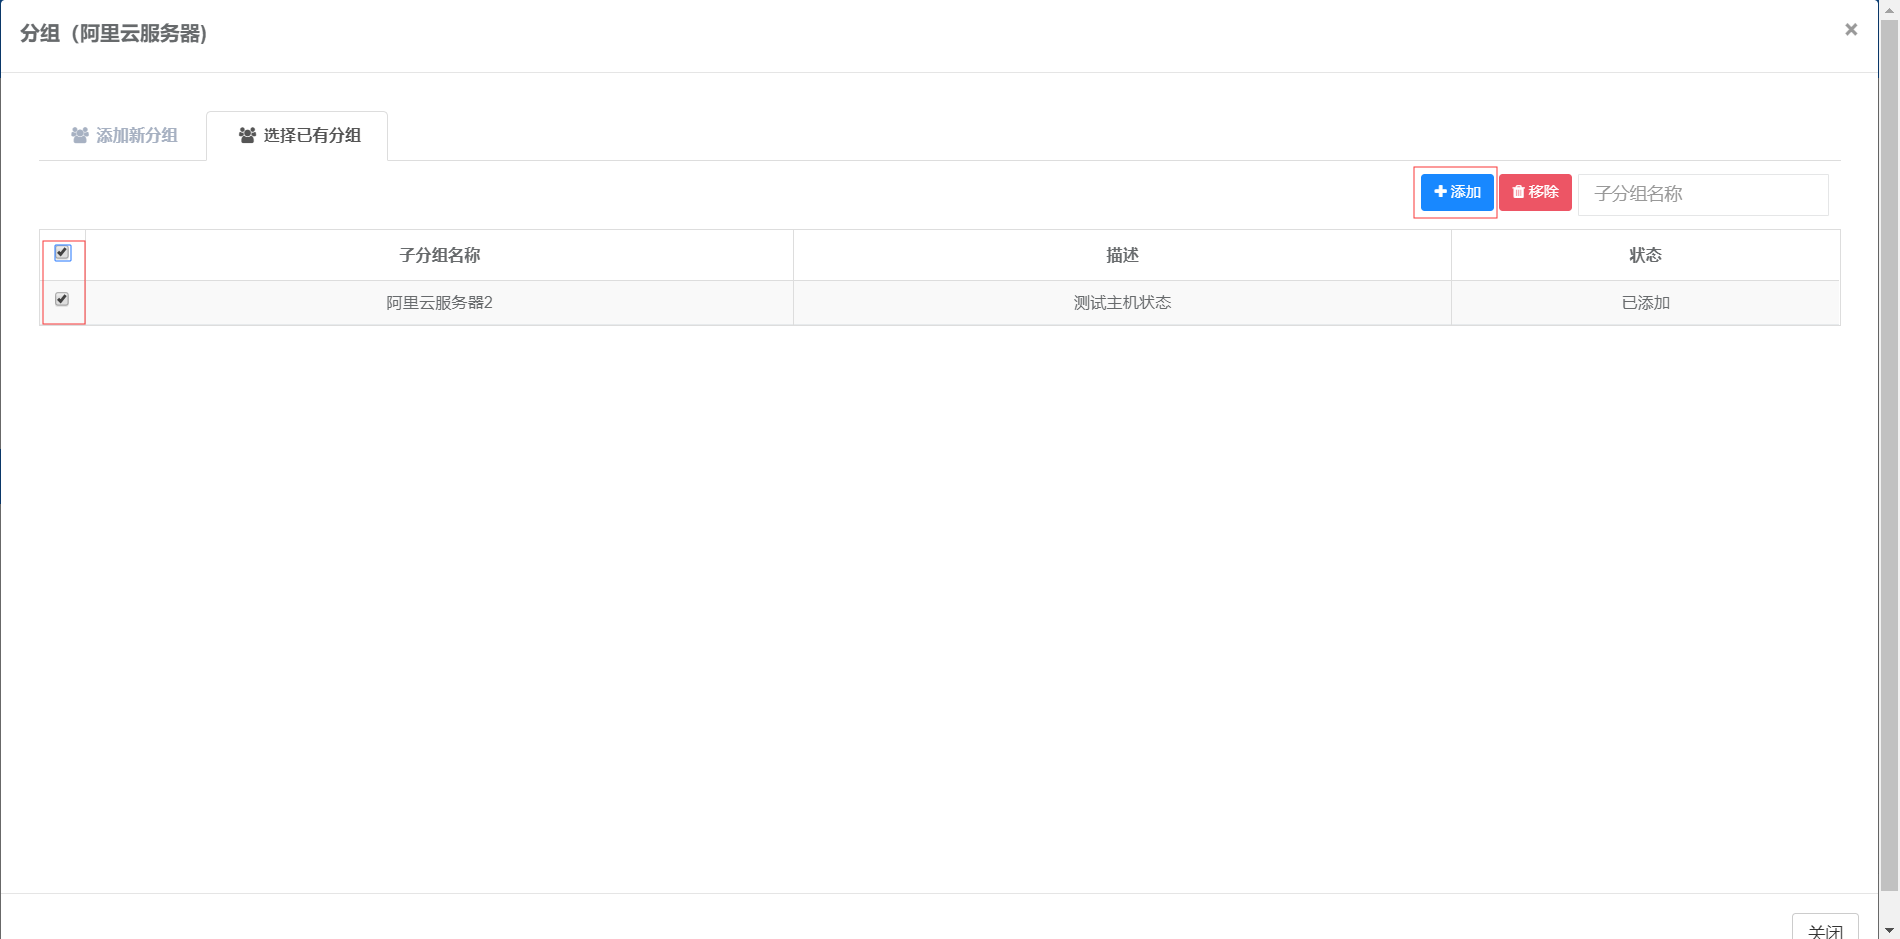 分组（阿里云服务器)
添加新分组 选择已有分组
添加 移除 子分组名称
子分组名称 描述 状态
阿里云服务器2 测试主机状态 已添加
关闭